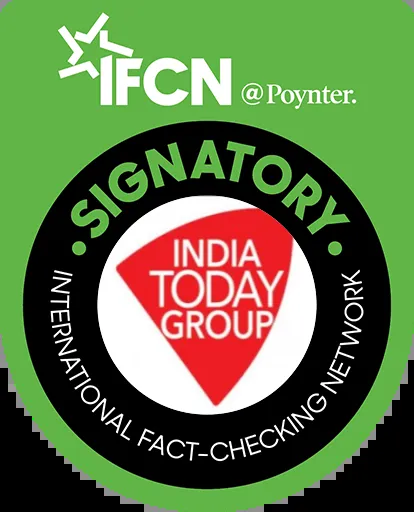 IFCN @Poynter.
•SIGNATORY•
INDIA
TODAY
GROUP
INTERNATIONAL FACT-CHECKING NETWORK